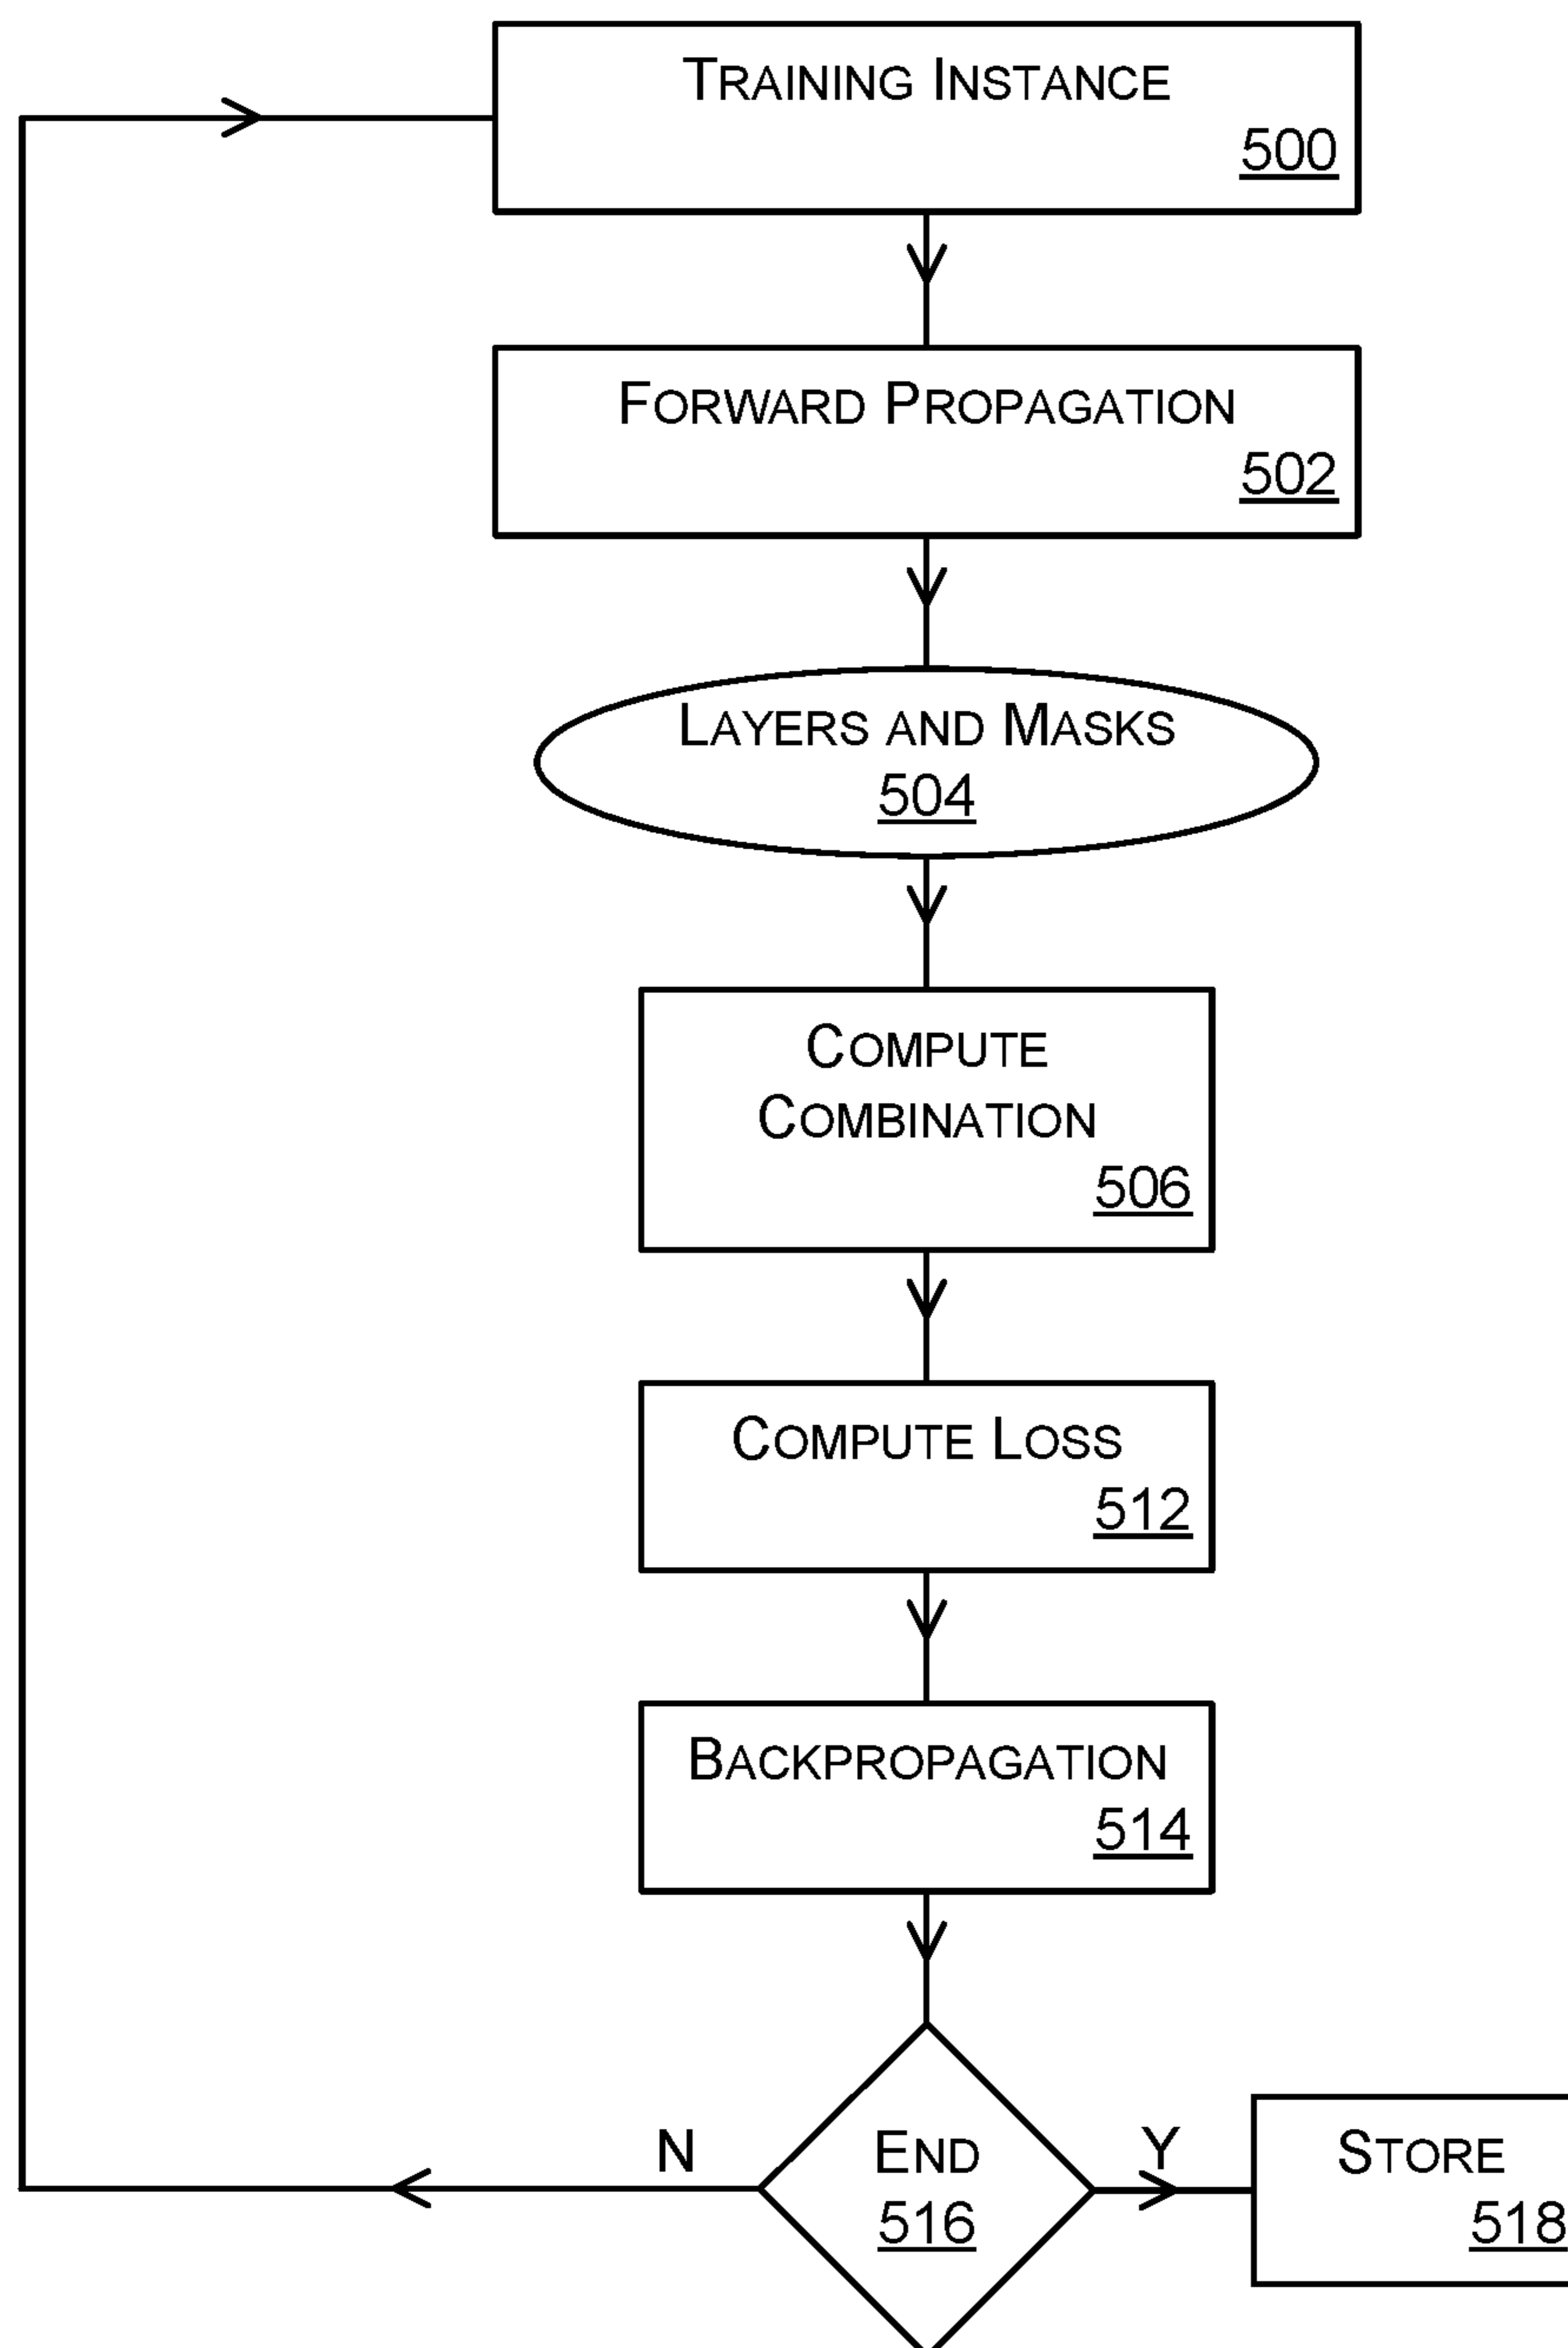 TRAINING INSTANCE
500
FORWARD PROPAGATION
502
LAYERS AND MASKS
504
COMPUTE
COMBINATION
506
COMPUTE LOSS
512
BACKPROPAGATION
514
N
END
516
Y
STORE
518